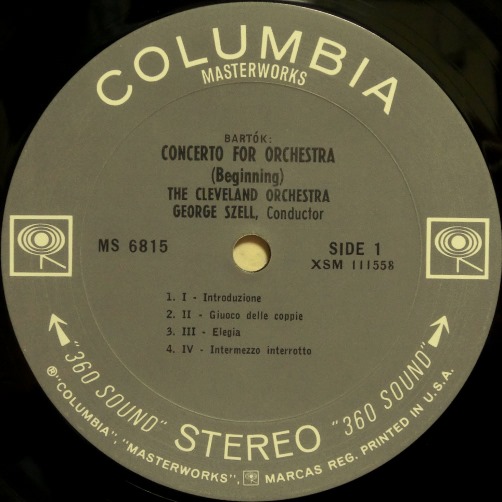 COLUMBIA
MASTERWORKS
BARTÓK:
CONCERTO FOR ORCHESTRA
(Beginning)
THE CLEVELAND ORCHESTRA
GEORGE SZELL, Conductor
MS 6815
SIDE 1
XSM 111558
1. I - Introduzione
2. II - Giuoco delle coppie
3. III - Elegia
4. IV - Intermezzo interrotto
"360 SOUND" STEREO "360 SOUND"
® "COLUMBIA", "MASTERWORKS", MARCAS REG. PRINTED IN U.S.A.